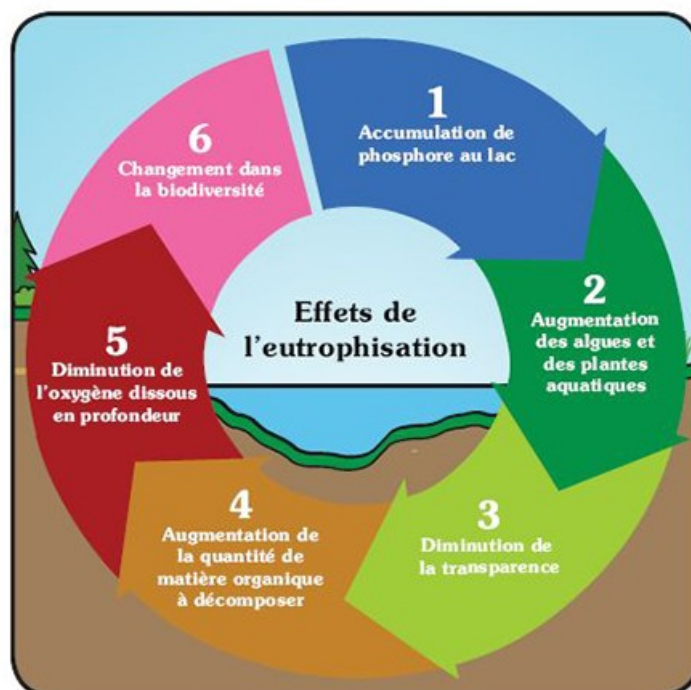 1
Accumulation de
phosphore au lac
2
Augmentation
des algues et
des plantes
aquatiques
3
Diminution de
la transparence
4
Augmentation de
la quantité de
matière organique
à décomposer
5
Diminution de
l'oxygène dissous
en profondeur
6
Changement dans
la biodiversité
Effets de
l'eutrophisation